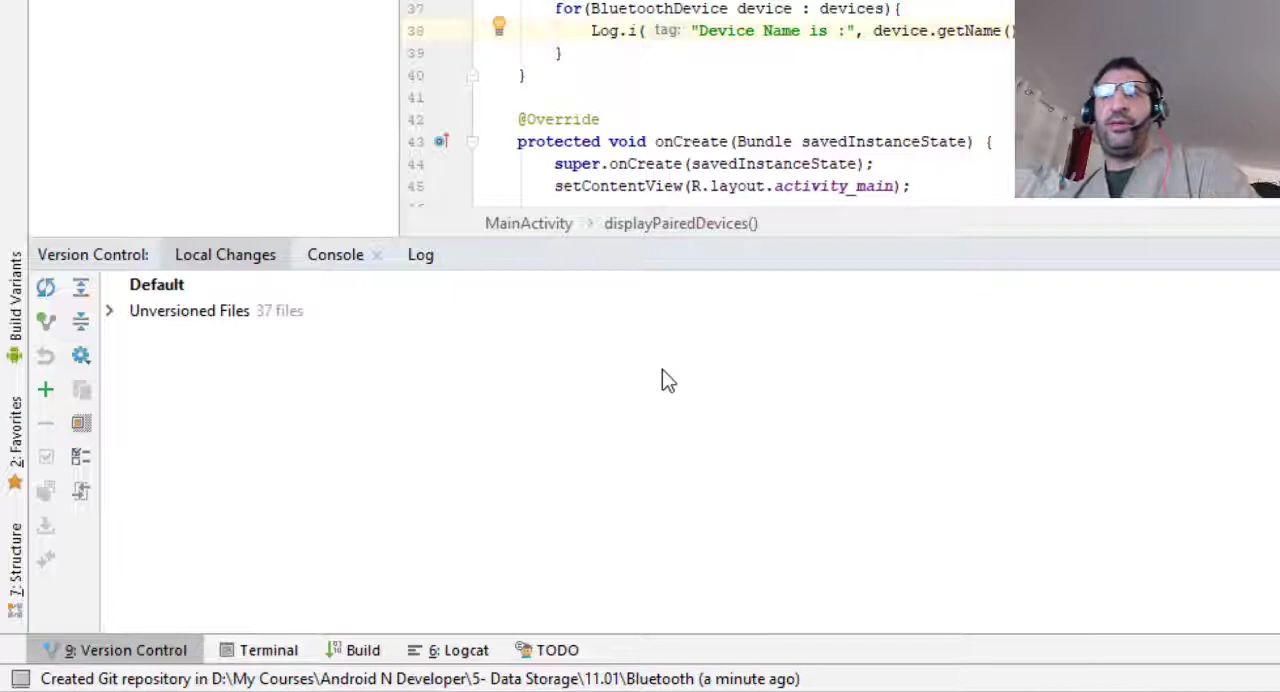 37 for(BluetoothDevice device : devices){
38 Log.i( tag: "Device Name is :", device.getName()
39 }
40 }
41
42 @Override
43 protected void onCreate(Bundle savedInstanceState) {
44 super.onCreate(savedInstanceState);
45 setContentView(R.layout.activity_main);
MainActivity displayPairedDevices()
Version Control: Local Changes Console Log
Default
Unversioned Files 37 files
Build Variants
2: Favorites
7: Structure
9: Version Control Terminal Build 6: Logcat TODO
Created Git repository in D:\My Courses\Android N Developer\5- Data Storage\11.01\Bluetooth (a minute ago)